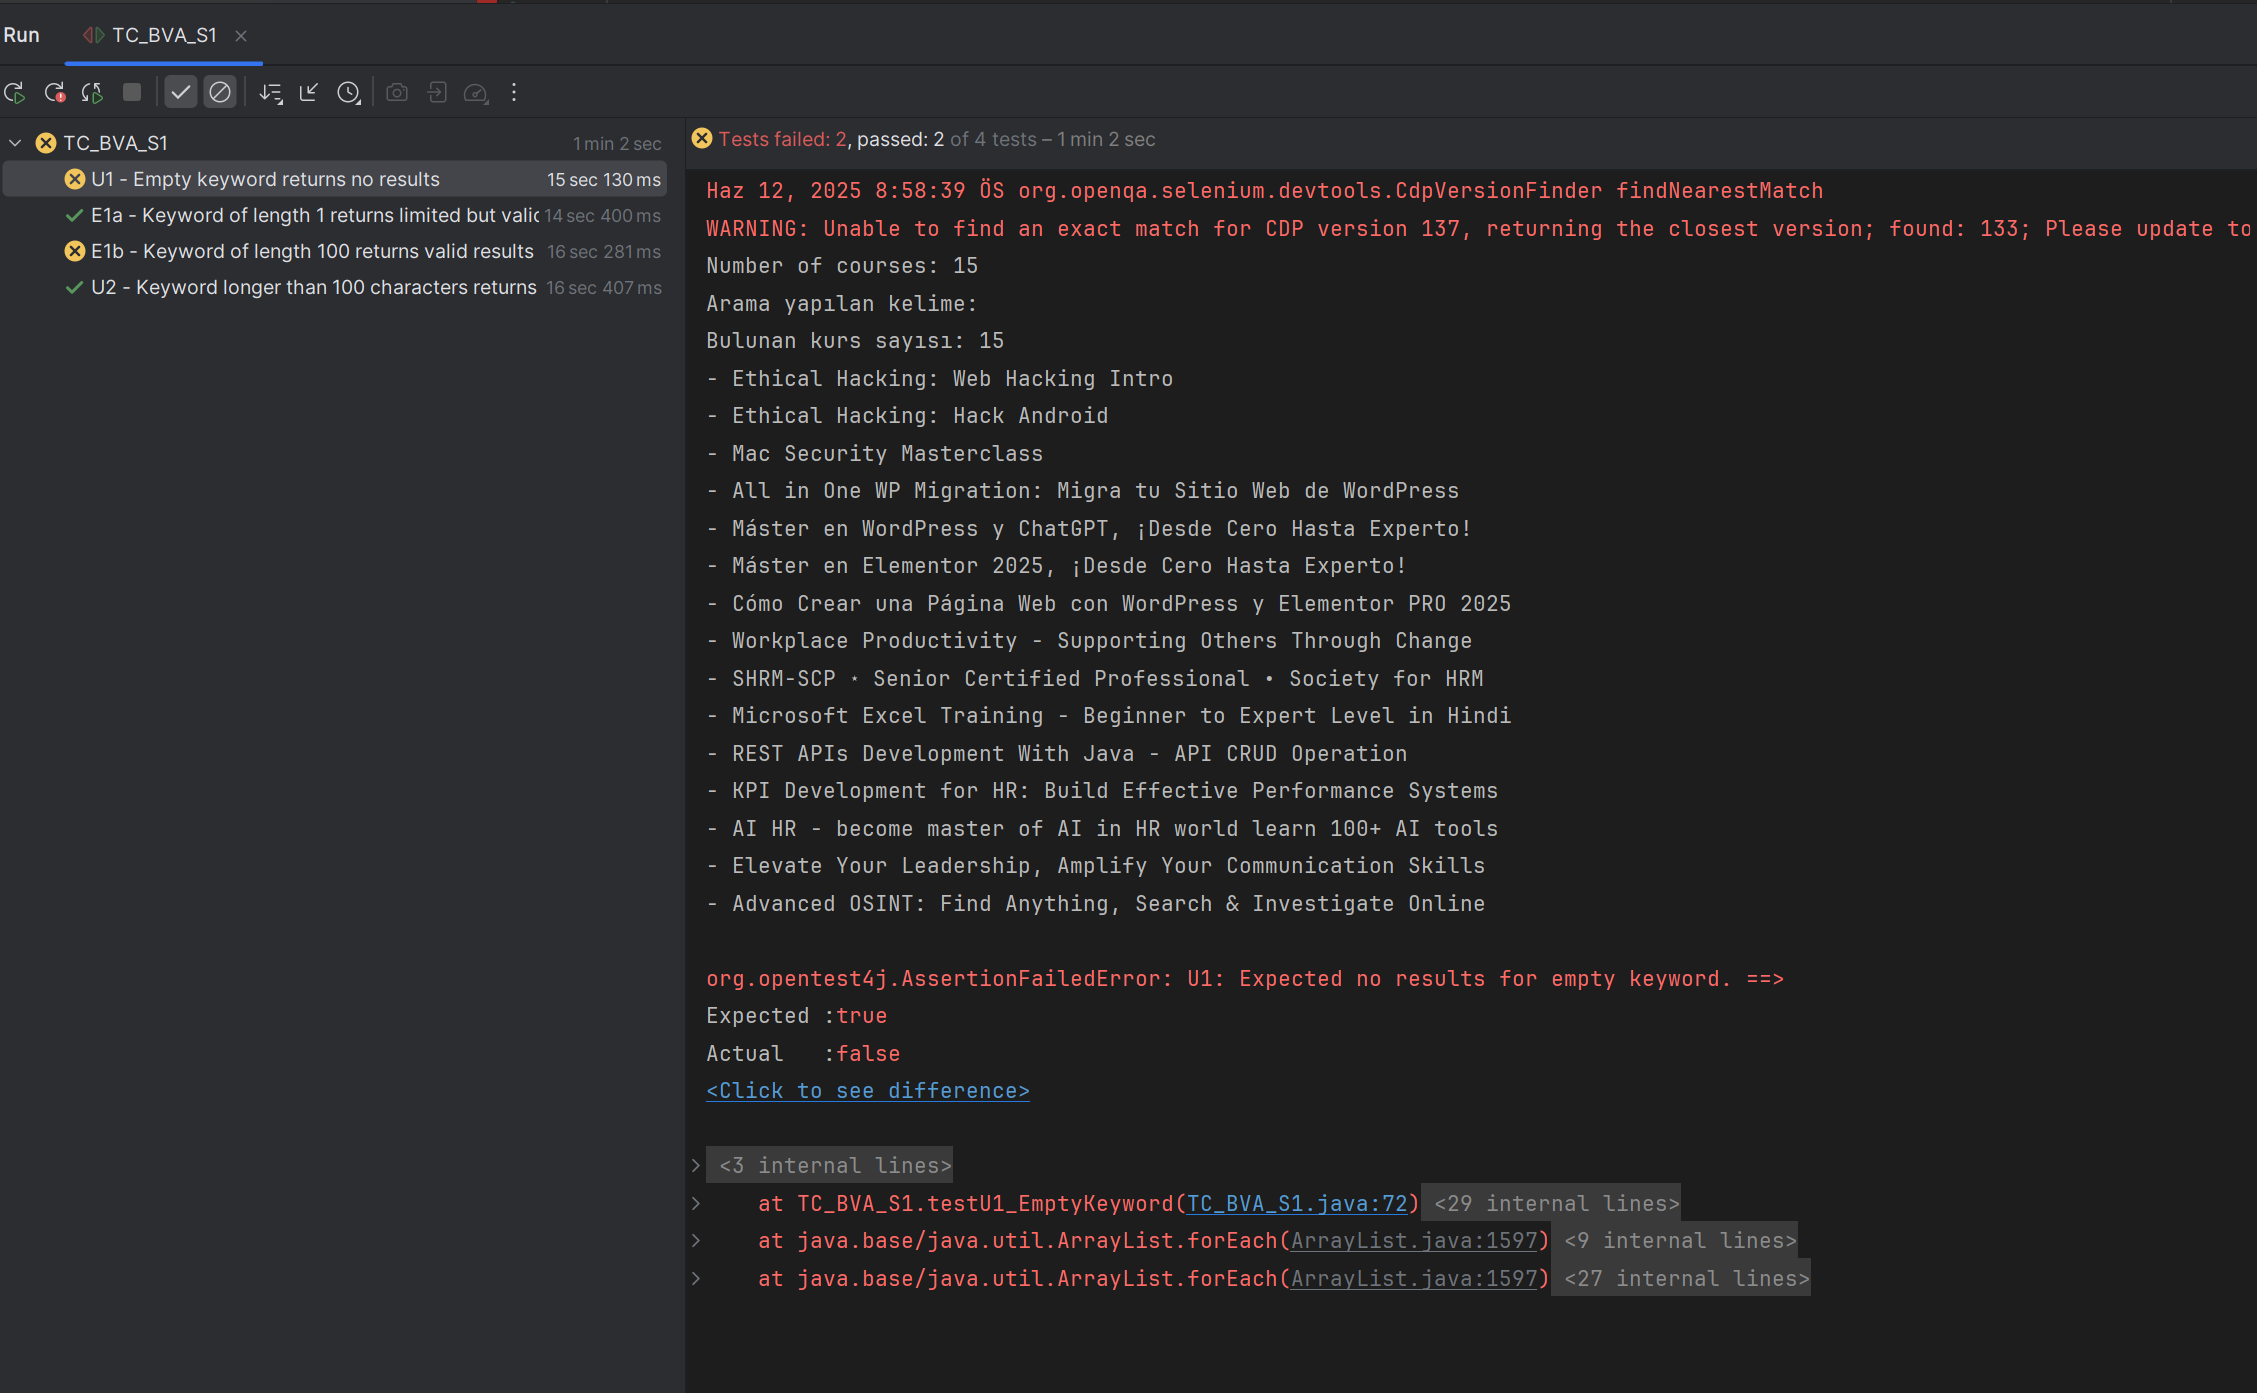 Run
TC_BVA_S1
TC_BVA_S1 1 min 2 sec
U1 - Empty keyword returns no results 15 sec 130 ms
E1a - Keyword of length 1 returns limited but valic 14 sec 400 ms
E1b - Keyword of length 100 returns valid results 16 sec 281 ms
U2 - Keyword longer than 100 characters returns 16 sec 407 ms
Tests failed: 2, passed: 2 of 4 tests – 1 min 2 sec
Haz 12, 2025 8:58:39 ÖS org.openqa.selenium.devtools.CdpVersionFinder findNearestMatch
WARNING: Unable to find an exact match for CDP version 137, returning the closest version; found: 133; Please update to
Number of courses: 15
Arama yapılan kelime:
Bulunan kurs sayısı: 15
- Ethical Hacking: Web Hacking Intro
- Ethical Hacking: Hack Android
- Mac Security Masterclass
- All in One WP Migration: Migra tu Sitio Web de WordPress
- Máster en WordPress y ChatGPT, ¡Desde Cero Hasta Experto!
- Máster en Elementor 2025, ¡Desde Cero Hasta Experto!
- Cómo Crear una Página Web con WordPress y Elementor PRO 2025
- Workplace Productivity - Supporting Others Through Change
- SHRM-SCP ⋆ Senior Certified Professional • Society for HRM
- Microsoft Excel Training - Beginner to Expert Level in Hindi
- REST APIs Development With Java - API CRUD Operation
- KPI Development for HR: Build Effective Performance Systems
- AI HR - become master of AI in HR world learn 100+ AI tools
- Elevate Your Leadership, Amplify Your Communication Skills
- Advanced OSINT: Find Anything, Search & Investigate Online
org.opentest4j.AssertionFailedError: U1: Expected no results for empty keyword. ==>
Expected :true
Actual   :false
<Click to see difference>
<3 internal lines>
at TC_BVA_S1.testU1_EmptyKeyword(TC_BVA_S1.java:72) <29 internal lines>
at java.base/java.util.ArrayList.forEach(ArrayList.java:1597) <9 internal lines>
at java.base/java.util.ArrayList.forEach(ArrayList.java:1597) <27 internal lines>